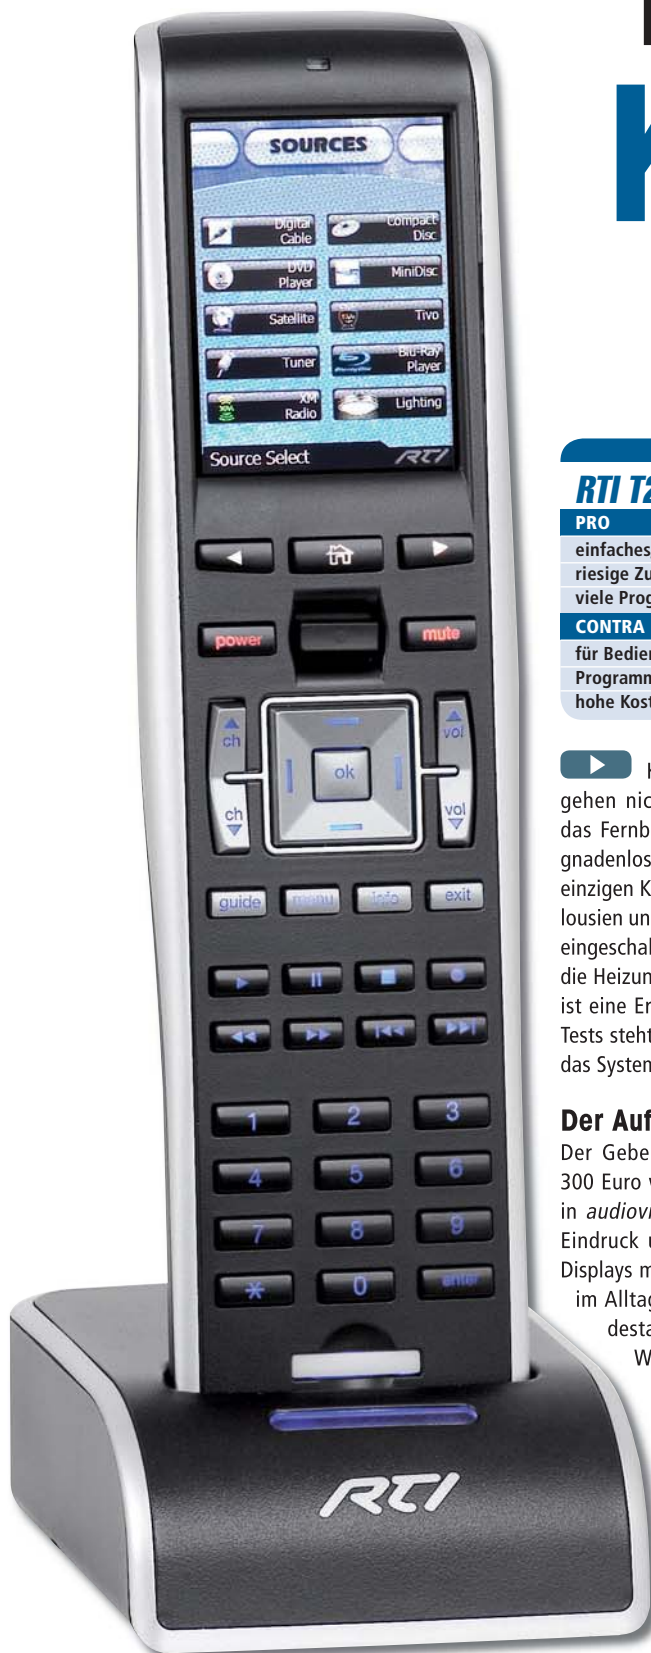 SOURCES
Digital
Cable
Compact
Disc
DVD
Player
MiniDisc
Satellite
Tivo
Tuner
Blu-Ray
Player
XM
Radio
Lighting
Source Select
RTI
power
mute
ch
vol
ok
ch
vol
guide
menu
info
exit
1
2
3
4
5
6
7
8
9
*
0
enter
RTI
K
RTI T2
PRO
einfaches
riesige Zu
viele Prog
CONTRA
für Bedien
Programm
hohe Kost
gehen nic
das Fernb
gnadenlos
einzigen K
lousien un
eingeschal
die Heizun
ist eine Er
Tests steht
das System
Der Auf
Der Gebe
300 Euro v
in audiovi
Eindruck u
Displays m
im Alltag
desta
W